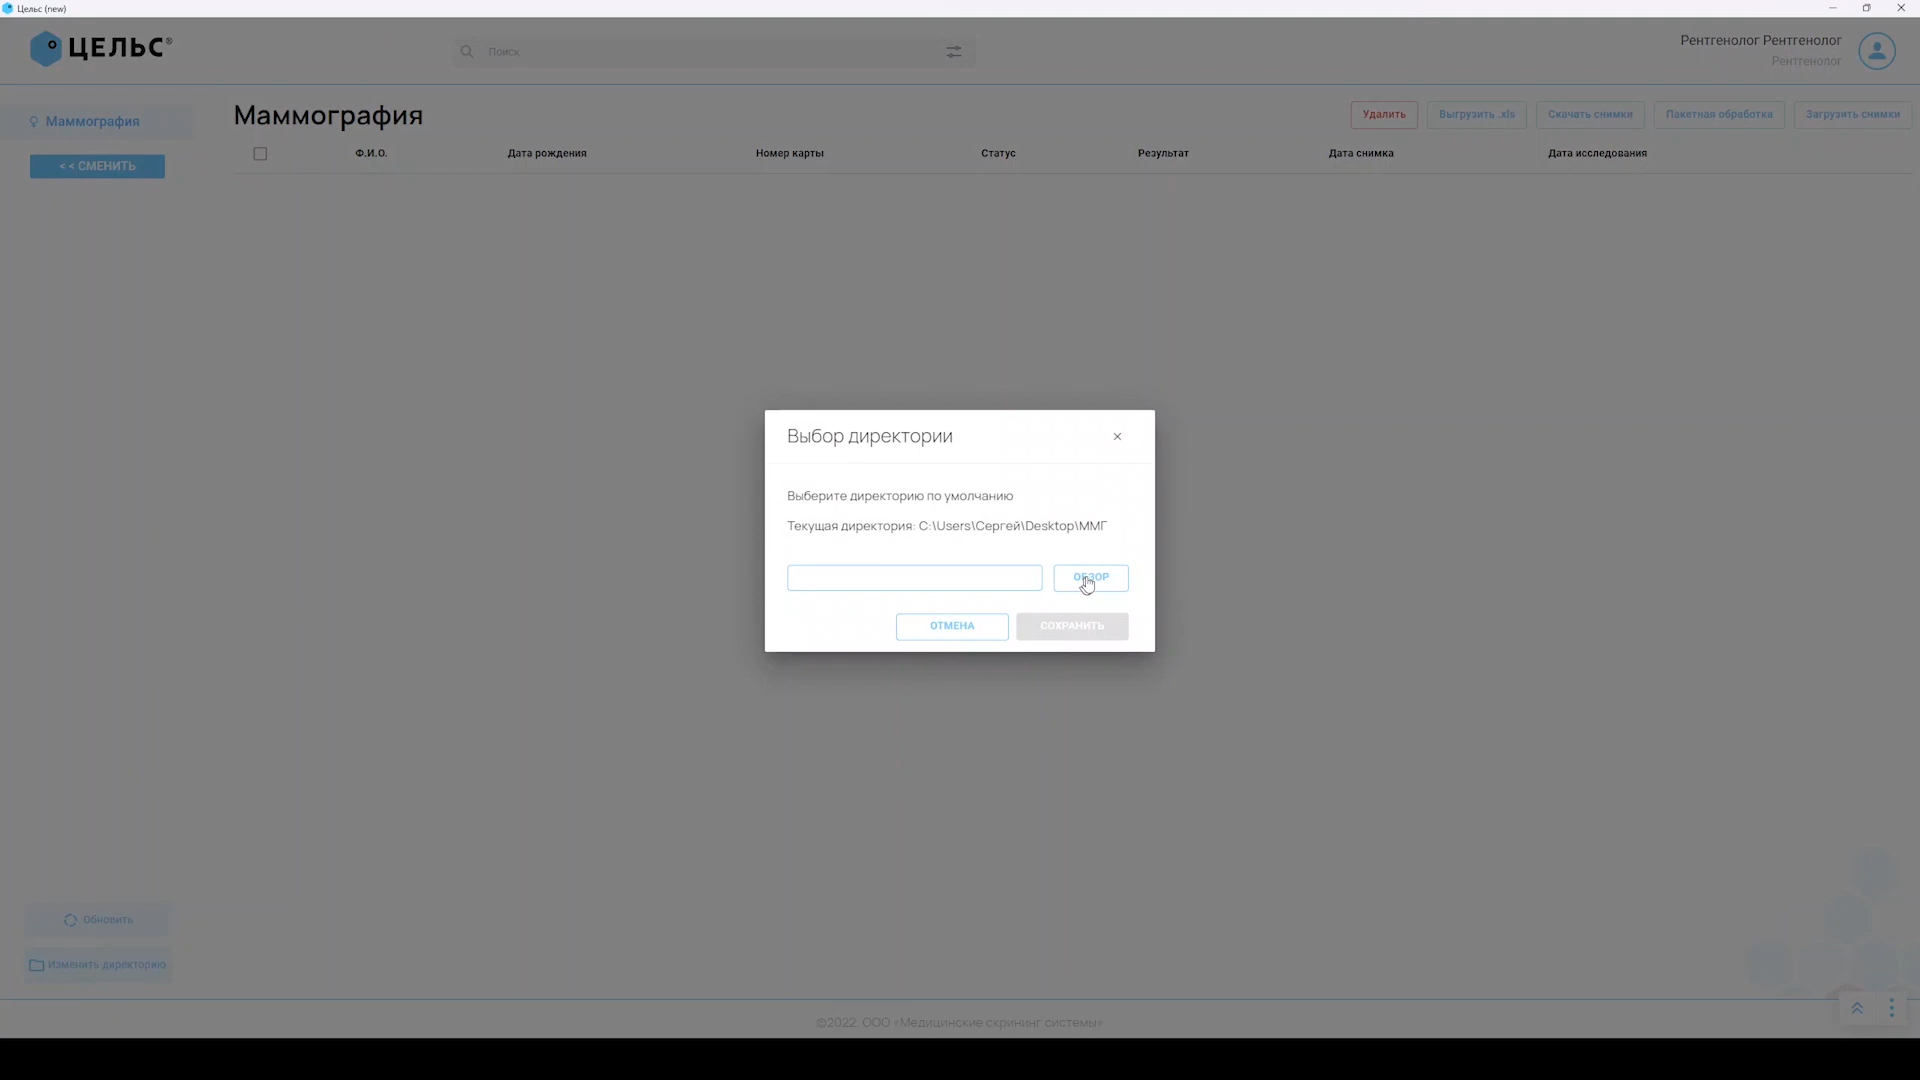 Цельс (new)
ЦЕЛЬС®
Поиск
Рентгенолог Рентгенолог
Рентгенолог
Маммография
<< СМЕНИТЬ
Маммография
Удалить
Выгрузить .xls
Скачать снимки
Пакетная обработка
Загрузить снимки
Ф.И.О.
Дата рождения
Номер карты
Статус
Результат
Дата снимка
Дата исследования
Выбор директории
Выберите директорию по умолчанию
Текущая директория: C:\Users\Сергей\Desktop\ММГ
ОБЗОР
ОТМЕНА
СОХРАНИТЬ
Обновить
Изменить директорию
©2022, ООО «Медицинские скрининг системы»